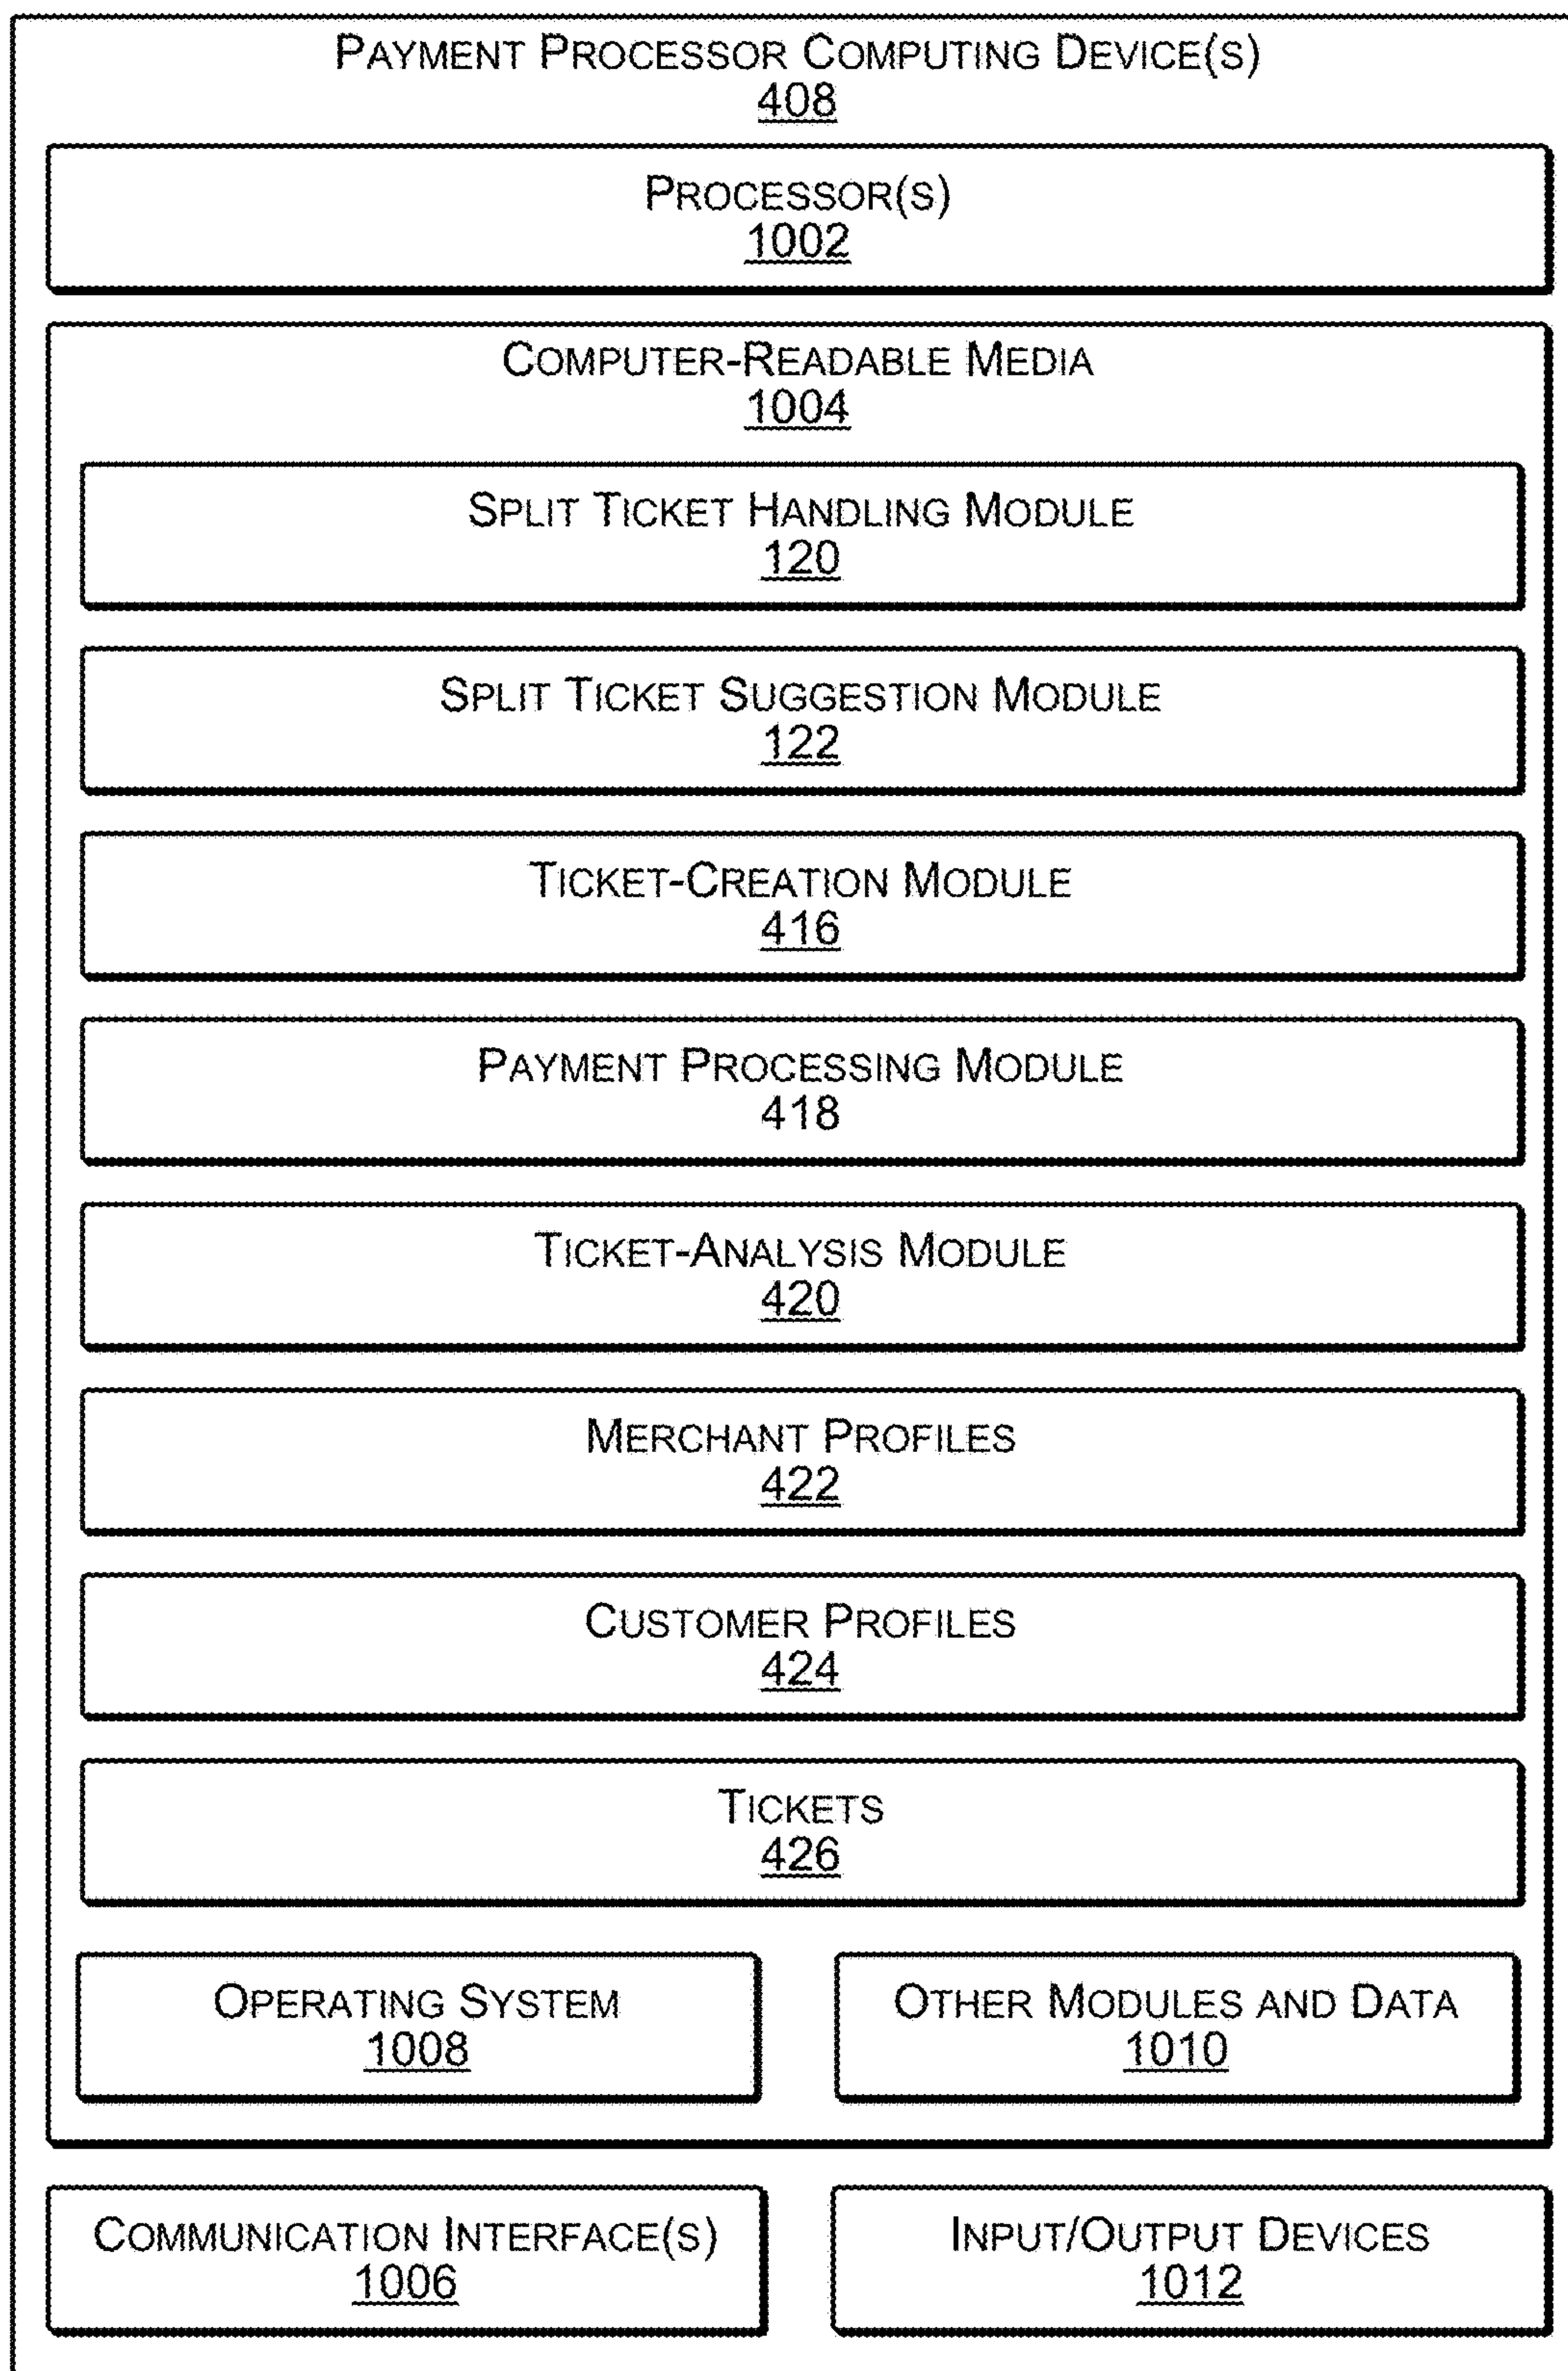 PAYMENT PROCESSOR COMPUTING DEVICE(S)
408
PROCESSOR(S)
1002
COMPUTER-READABLE MEDIA
1004
SPLIT TICKET HANDLING MODULE
120
SPLIT TICKET SUGGESTION MODULE
122
TICKET-CREATION MODULE
416
PAYMENT PROCESSING MODULE
418
TICKET-ANALYSIS MODULE
420
MERCHANT PROFILES
422
CUSTOMER PROFILES
424
TICKETS
426
OPERATING SYSTEM
1008
OTHER MODULES AND DATA
1010
COMMUNICATION INTERFACE(S)
1006
INPUT/OUTPUT DEVICES
1012